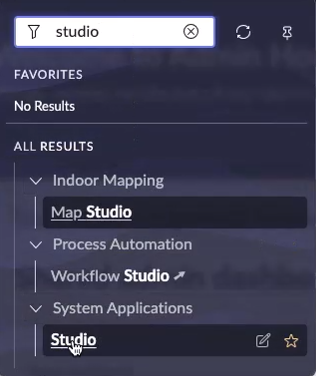 studio
FAVORITES
No Results
ALL RESULTS
Indoor Mapping
Map Studio
Process Automation
Workflow Studio
System Applications
Studio